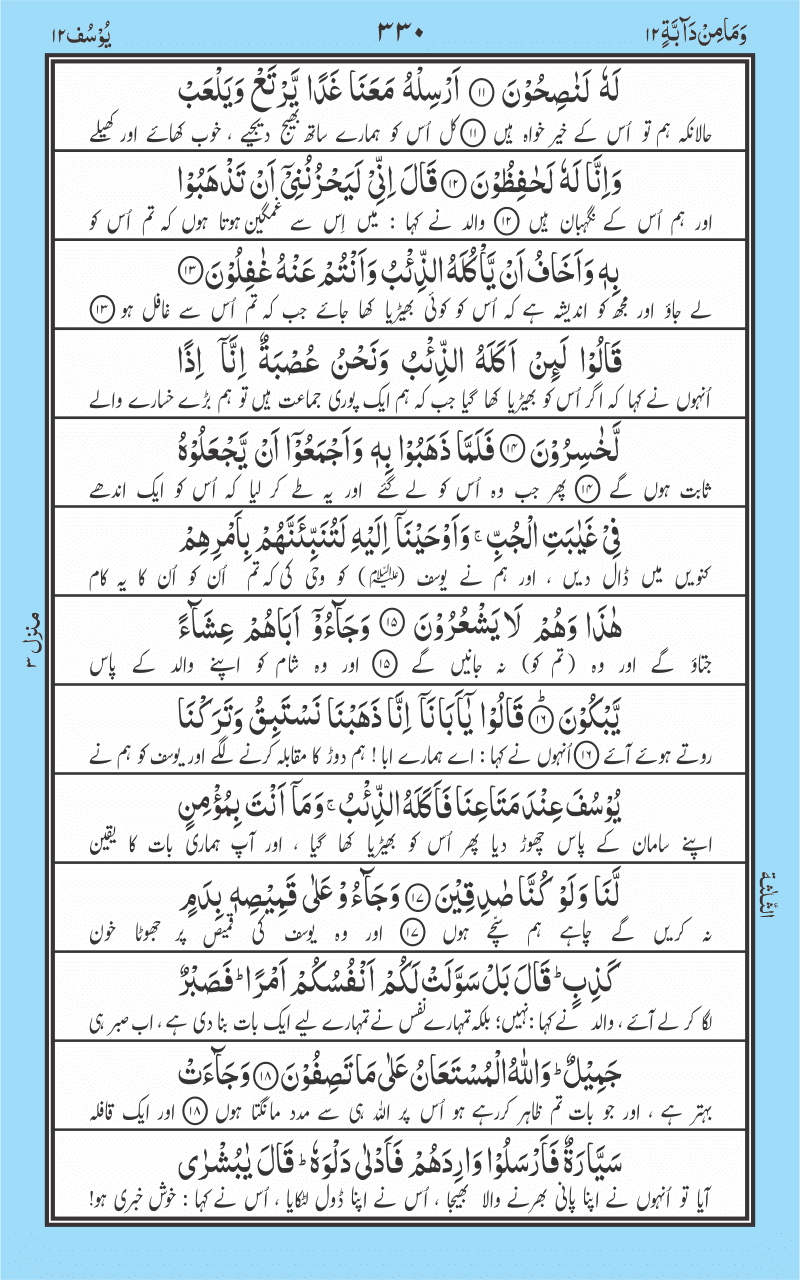 وَمَا مِنْ دَآبَّةٍ ١٢
٣٣٠
يُوْسُف ١٢
لَهٗ لَنٰصِحُوْنَ ١١ اَرْسِلْهُ مَعَنَا غَدًا يَّرْتَعْ وَيَلْعَبْ
حالانکہ ہم تو اُس کے خیر خواہ ہیں ١١ کل اُس کو ہمارے ساتھ بھیج دیجیے ، خوب کھائے اور کھیلے
وَاِنَّا لَهٗ لَحٰفِظُوْنَ ١٢ قَالَ اِنِّىْ لَيَحْزُنُنِىْٓ اَنْ تَذْهَبُوْا
اور ہم اُس کے نگہبان ہیں ١٢ والد نے کہا : میں اِس سے غمگین ہوتا ہوں کہ تم اُس کو
بِهٖ وَاَخَافُ اَنْ يَّاْكُلَهُ الذِّئْبُ وَاَنْتُمْ عَنْهُ غٰفِلُوْنَ ١٣
لے جاؤ اور مجھ کو اندیشہ ہے کہ اُس کو کوئی بھیڑیا کھا جائے جب کہ تم اُس سے غافل ہو ١٣
قَالُوْا لَئِنْ اَكَلَهُ الذِّئْبُ وَنَحْنُ عُصْبَةٌ اِنَّآ اِذًا
اُنہوں نے کہا کہ اگر اُس کو بھیڑیا کھا گیا جب کہ ہم ایک پوری جماعت ہیں تو ہم بڑے خسارے والے
لَّخٰسِرُوْنَ ١٤ فَلَمَّا ذَهَبُوْا بِهٖ وَاَجْمَعُوْٓا اَنْ يَّجْعَلُوْهُ
ثابت ہوں گے ١٤ پھر جب وہ اُس کو لے گئے اور یہ طے کر لیا کہ اُس کو ایک اندھے
فِىْ غَيٰبَتِ الْجُبِّ ۚ وَاَوْحَيْنَآ اِلَيْهِ لَتُنَبِّئَنَّهُمْ بِاَمْرِهِمْ
کنویں میں ڈال دیں ، اور ہم نے یوسف (علیہ السلام) کو وحی کی کہ تم اُن کو اُن کا یہ کام
هٰذَا وَهُمْ لَا يَشْعُرُوْنَ ١٥ وَجَآءُوْٓ اَبَاهُمْ عِشَآءً
جتاؤ گے اور وہ (تم کو) نہ جانیں گے ١٥ اور وہ شام کو اپنے والد کے پاس
يَّبْكُوْنَ ١٦ؕ قَالُوْا يٰٓاَبَانَآ اِنَّا ذَهَبْنَا نَسْتَبِقُ وَتَرَكْنَا
روتے ہوئے آئے ١٦ اُنہوں نے کہا : اے ہمارے ابا ! ہم دوڑ کا مقابلہ کرنے لگے اور یوسف کو ہم نے
يُوْسُفَ عِنْدَ مَتَاعِنَا فَاَكَلَهُ الذِّئْبُ ۚ وَمَآ اَنْتَ بِمُؤْمِنٍ
اپنے سامان کے پاس چھوڑ دیا پھر اُس کو بھیڑیا کھا گیا ، اور آپ ہماری بات کا یقین
لَّنَا وَلَوْ كُنَّا صٰدِقِيْنَ ١٧ وَجَآءُوْ عَلٰى قَمِيْصِهٖ بِدَمٍ
نہ کریں گے چاہے ہم سچّے ہوں ١٧ اور وہ یوسف کی قمیص پر جھوٹا خون
كَذِبٍ ؕ قَالَ بَلْ سَوَّلَتْ لَكُمْ اَنْفُسُكُمْ اَمْرًا ؕ فَصَبْرٌ
لگا کر لے آئے ، والد نے کہا : نہیں؛ بلکہ تمہارے نفس نے تمہارے لیے ایک بات بنا دی ہے ، اب صبر ہی
جَمِيْلٌ ؕ وَاللّٰهُ الْمُسْتَعَانُ عَلٰى مَا تَصِفُوْنَ ١٨ وَجَآءَتْ
بہتر ہے ، اور جو بات تم ظاہر کررہے ہو اُس پر اللہ ہی سے مدد مانگتا ہوں ١٨ اور ایک قافلہ
سَيَّارَةٌ فَاَرْسَلُوْا وَارِدَهُمْ فَاَدْلٰى دَلْوَهٗ ؕ قَالَ يٰبُشْرٰى
آیا تو اُنہوں نے اپنا پانی بھرنے والا بھیجا ، اُس نے اپنا ڈول لٹکایا ، اُس نے کہا : خوش خبری ہو!
منزل ٣
الثلثة